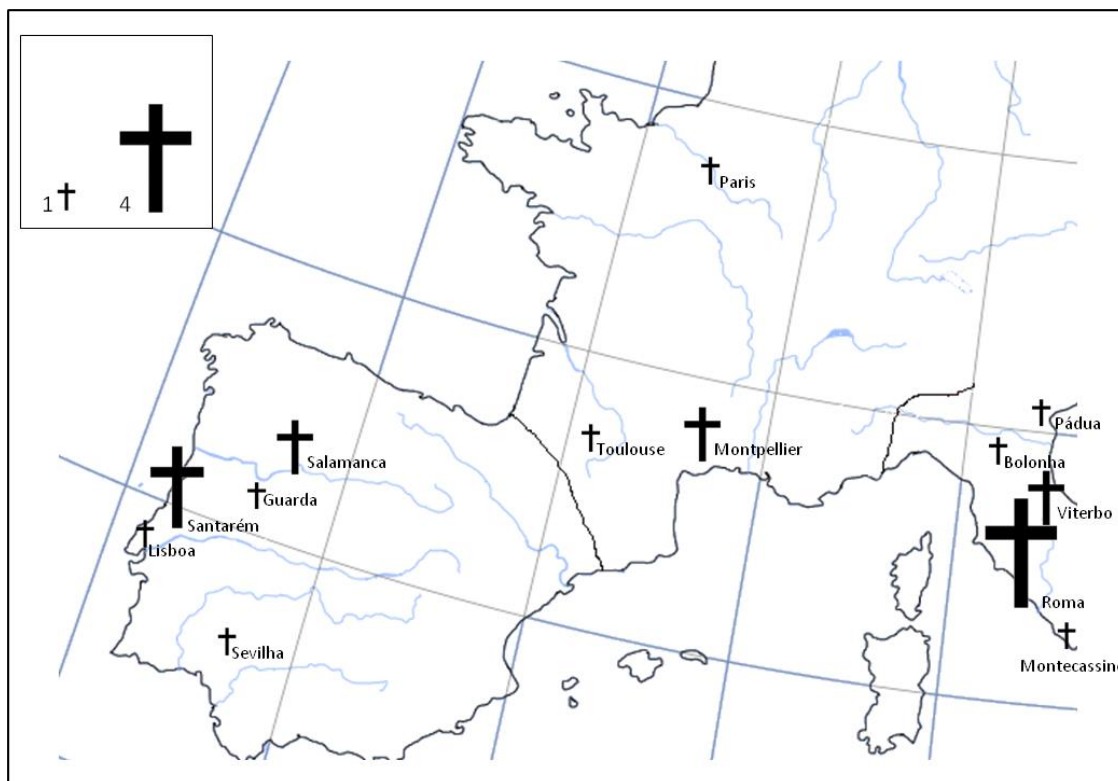 1
4
Paris
Toulouse
Montpellier
Pádua
Bolonha
Viterbo
Roma
Montecassino
Salamanca
Guarda
Santarém
Lisboa
Sevilha